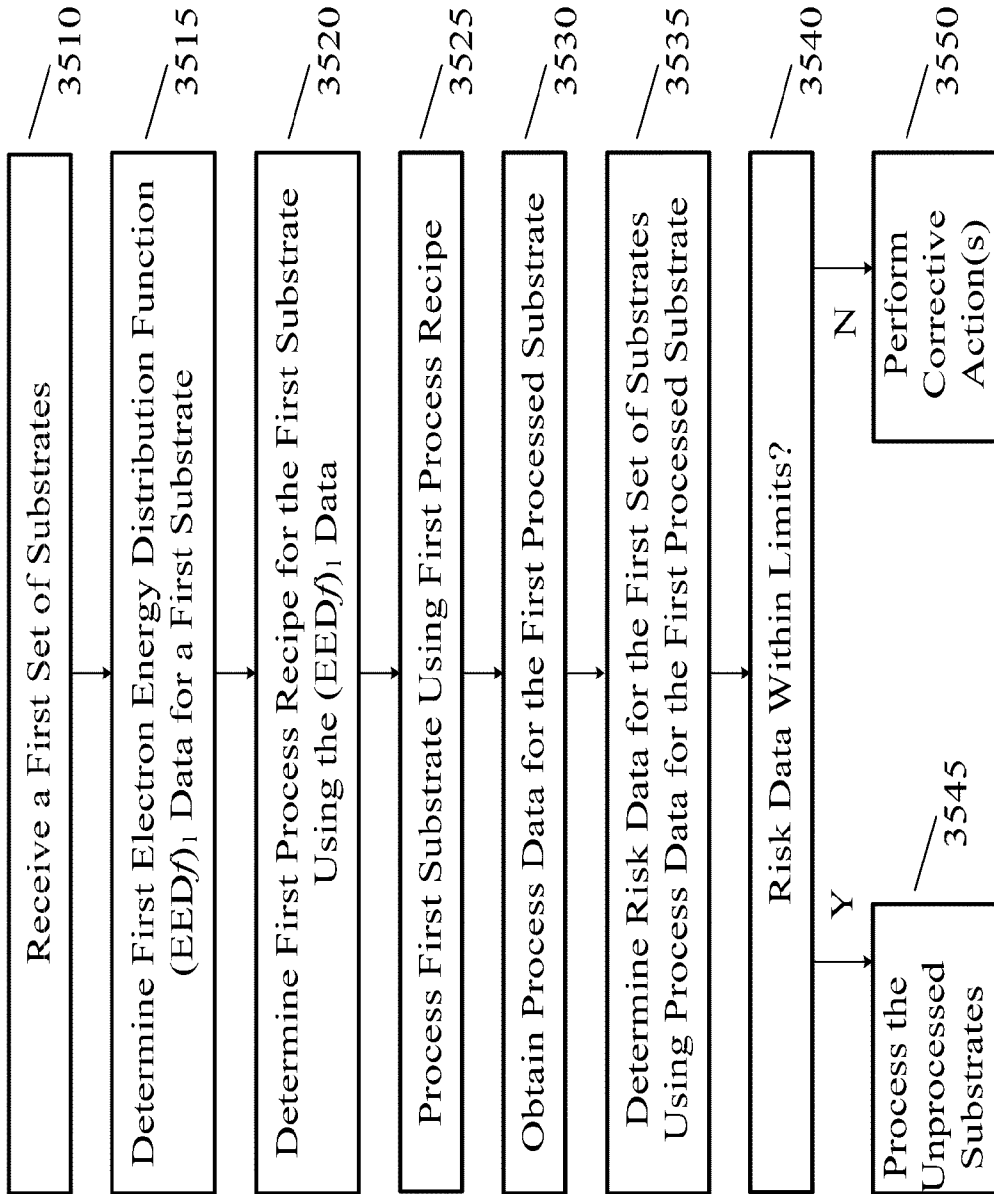 Receive a First Set of Substrates
3510
Determine First Electron Energy Distribution Function
(EEDf)₁ Data for a First Substrate
3515
Determine First Process Recipe for the First Substrate
Using the (EEDf)₁ Data
3520
Process First Substrate Using First Process Recipe
3525
Obtain Process Data for the First Processed Substrate
3530
Determine Risk Data for the First Set of Substrates
Using Process Data for the First Processed Substrate
3535
Risk Data Within Limits?
3540
Y
N
Process the
Unprocessed
Substrates
3545
Perform
Corrective
Action(s)
3550